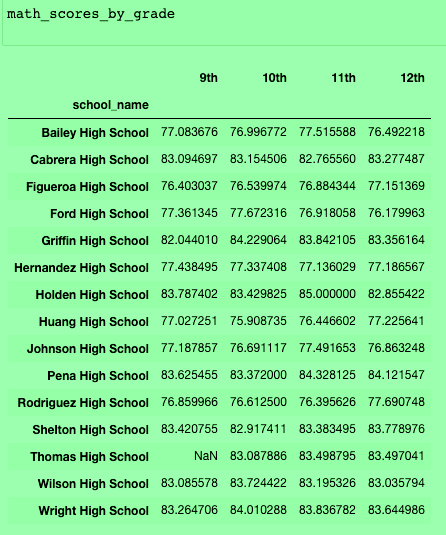 math_scores_by_grade
9th 10th 11th 12th
school_name
Bailey High School 77.083676 76.996772 77.515588 76.492218
Cabrera High School 83.094697 83.154506 82.765560 83.277487
Figueroa High School 76.403037 76.539974 76.884344 77.151369
Ford High School 77.361345 77.672316 76.918058 76.179963
Griffin High School 82.044010 84.229064 83.842105 83.356164
Hernandez High School 77.438495 77.337408 77.136029 77.186567
Holden High School 83.787402 83.429825 85.000000 82.855422
Huang High School 77.027251 75.908735 76.446602 77.225641
Johnson High School 77.187857 76.691117 77.491653 76.863248
Pena High School 83.625455 83.372000 84.328125 84.121547
Rodriguez High School 76.859966 76.612500 76.395626 77.690748
Shelton High School 83.420755 82.917411 83.383495 83.778976
Thomas High School NaN 83.087886 83.498795 83.497041
Wilson High School 83.085578 83.724422 83.195326 83.035794
Wright High School 83.264706 84.010288 83.836782 83.644986